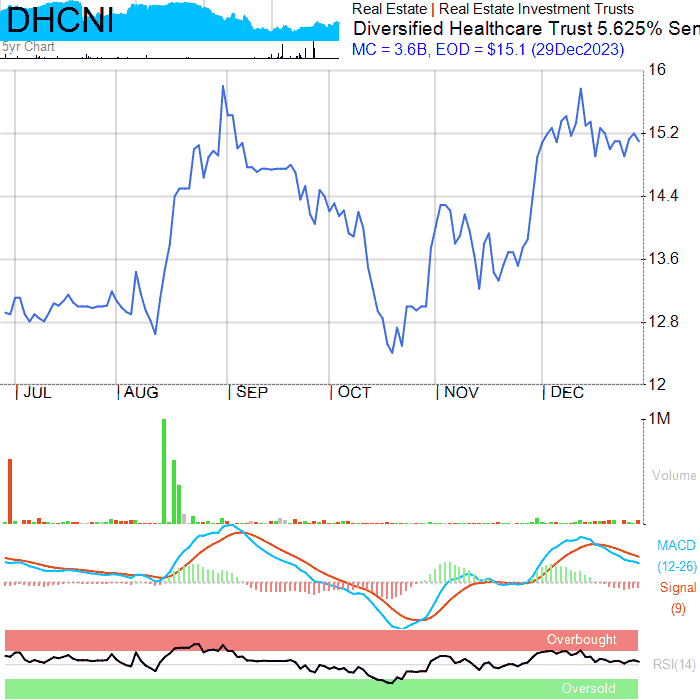 DHCNI
Real Estate | Real Estate Investment Trusts
Diversified Healthcare Trust 5.625% Sen
5yr Chart
MC = 3.6B, EOD = $15.1 (29Dec2023)
16
15.2
14.4
13.6
12.8
12
JUL
AUG
SEP
OCT
NOV
DEC
1M
Volume
MACD
(12-26)
Signal
(9)
Overbought
RSI(14)
Oversold